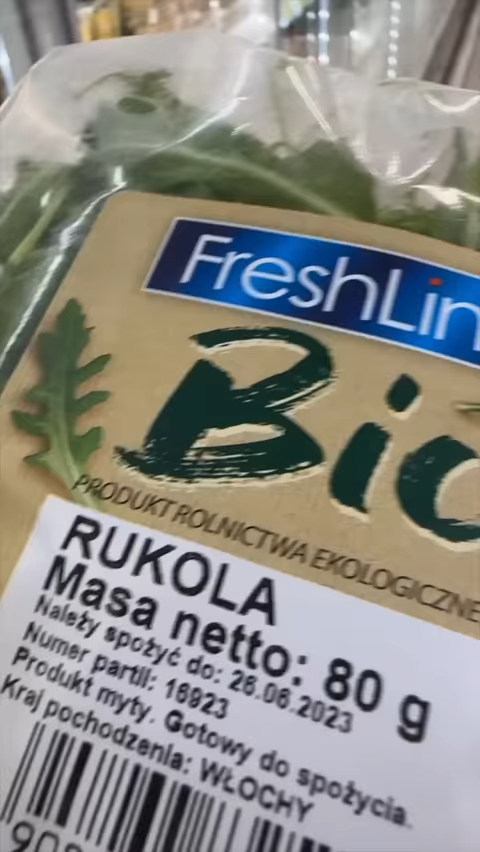 FreshLin
Bio
PRODUKT ROLNICTWA EKOLOGICZNE
RUKOLA
Masa netto: 80 g
Należy spożyć do: 26.06.2023
Numer partii: 16923
Produkt myty. Gotowy do spożycia.
Kraj pochodzenia: WŁOCHY